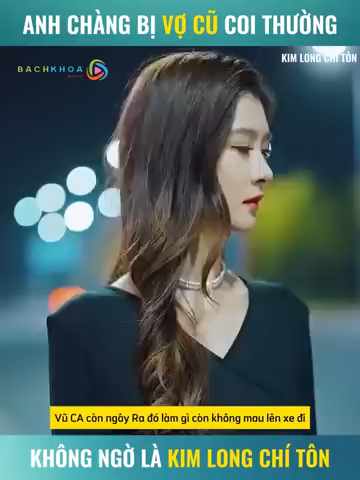 ANH CHÀNG BỊ VỢ CŨ COI THƯỜNG
KIM LONG CHÍ TÔN
BACHKHOA
Vũ CA còn ngây Ra đó làm gì còn không mau lên xe đi
KHÔNG NGỜ LÀ KIM LONG CHÍ TÔN